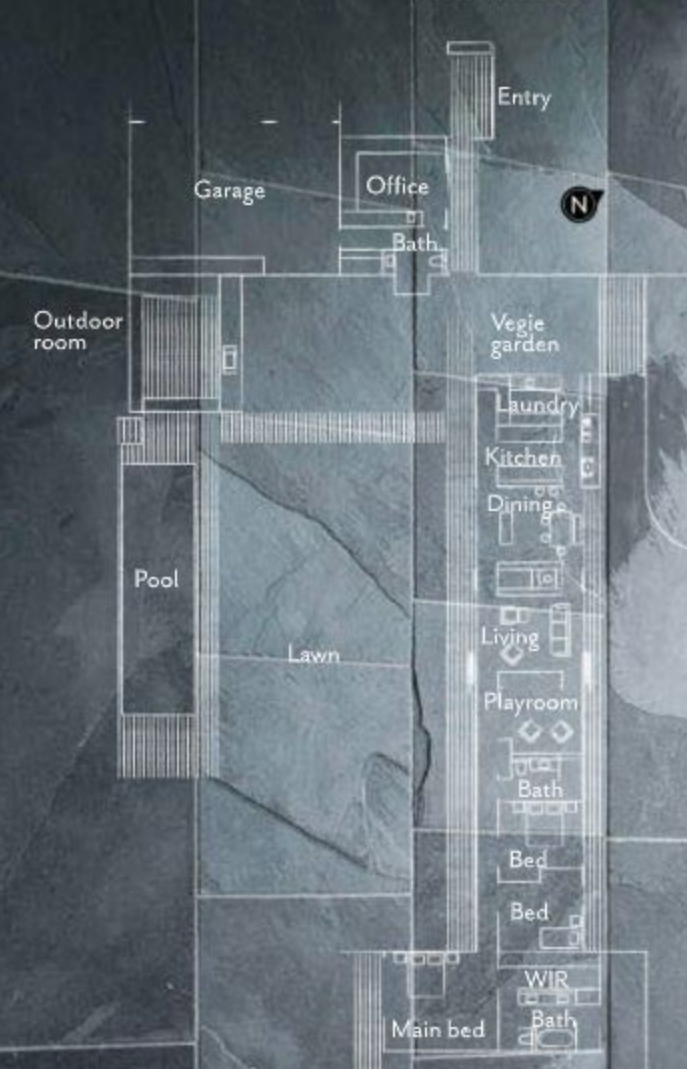 Entry
Garage
Office
N
Bath
Outdoor
room
Vegie
garden
Laundry
Kitchen
Dining
Pool
Living
Lawn
Playroom
Bath
Bed
Bed
WIR
Main bed
Bath